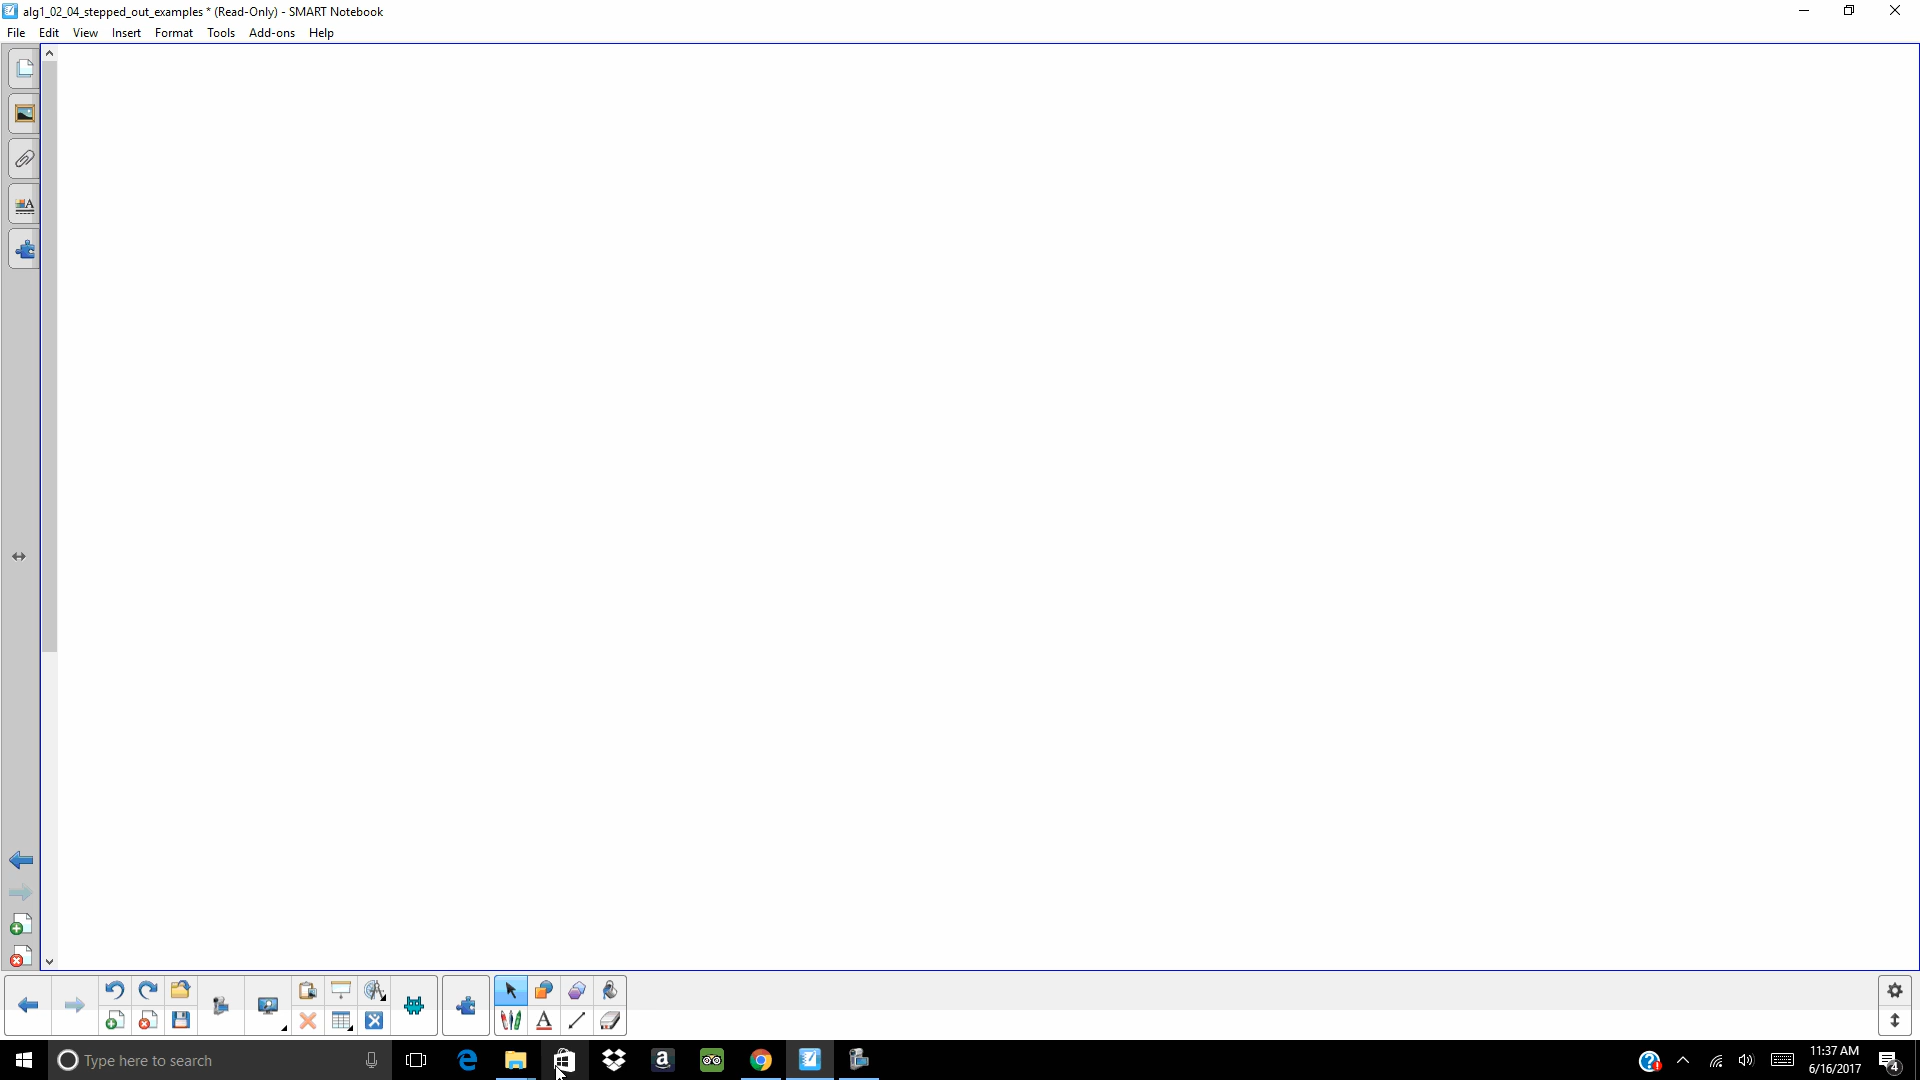 alg1_02_04_stepped_out_examples * (Read-Only) - SMART Notebook
File Edit View Insert Format Tools Add-ons Help
Type here to search
11:37 AM
6/16/2017
4